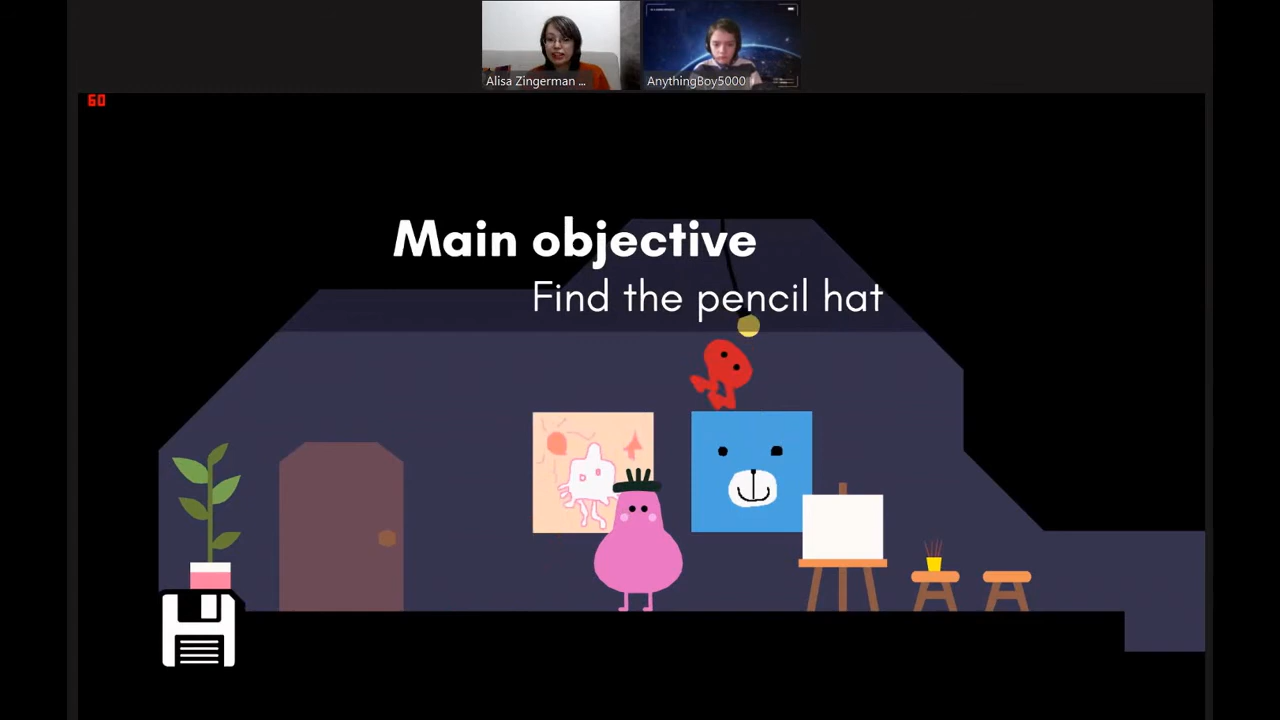 Alisa Zingerman ...
AnythingBoy5000
60
Main objective
Find the pencil hat